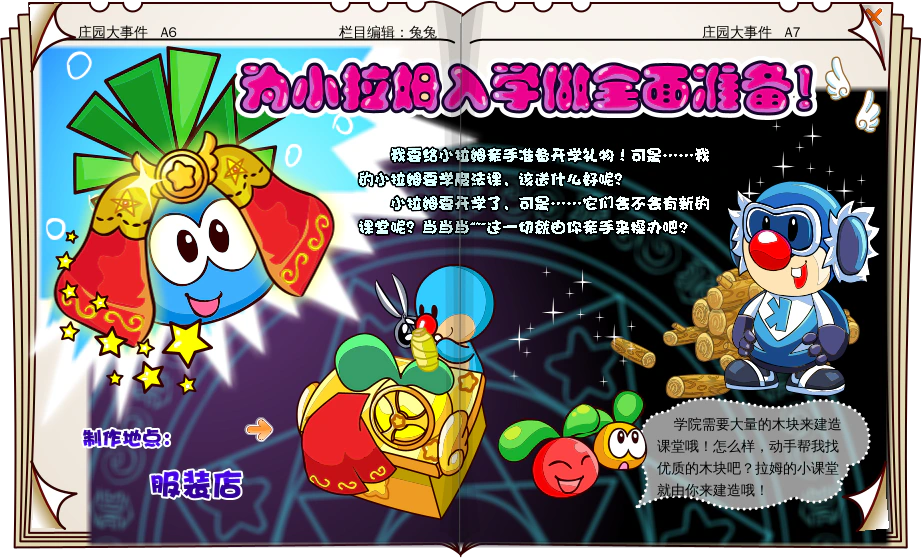 庄园大事件 A6
栏目编辑：兔兔
庄园大事件 A7
为小拉姆入学做全面准备！
我要给小拉姆亲手准备开学礼物！可是……我
的小拉姆要学魔法课，该送什么好呢？
小拉姆要开学了，可是……它们会不会有新的
课堂呢？当当当~~~这一切就由你亲手来操办吧？
制作地点：
服装店
学院需要大量的木块来建造
课堂哦！怎么样，动手帮我找
优质的木块吧？拉姆的小课堂
就由你来建造哦！